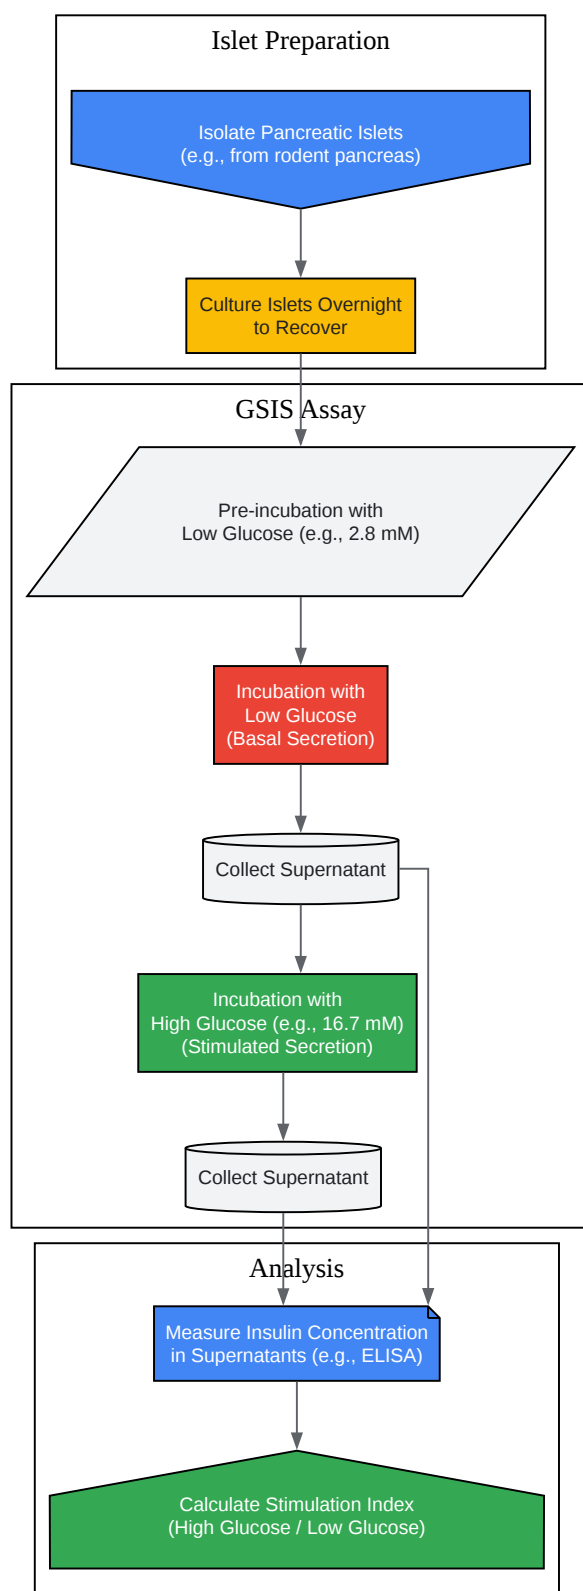 Islet Preparation
Isolate Pancreatic Islets
(e.g., from rodent pancreas)
Culture Islets Overnight
to Recover
GSIS Assay
Pre-incubation with
Low Glucose (e.g., 2.8 mM)
Incubation with
Low Glucose
(Basal Secretion)
Collect Supernatant
Incubation with
High Glucose (e.g., 16.7 mM)
(Stimulated Secretion)
Collect Supernatant
Analysis
Measure Insulin Concentration
in Supernatants (e.g., ELISA)
Calculate Stimulation Index
(High Glucose / Low Glucose)